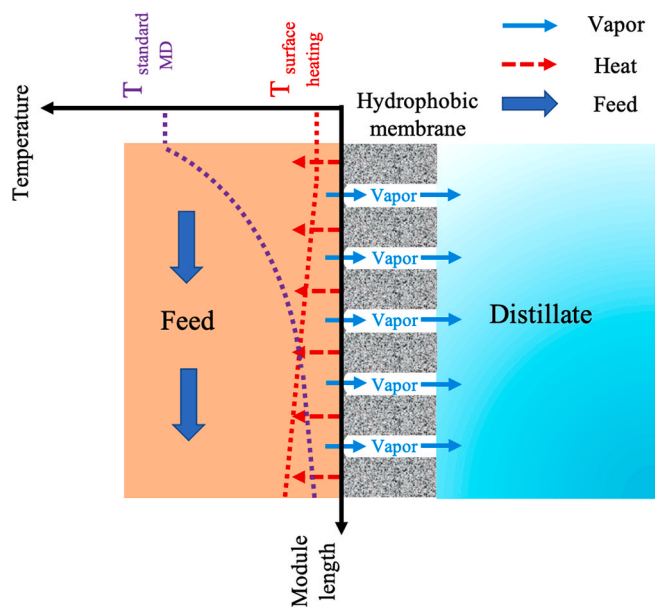 T standard
MD
T surface
heating
Vapor
Heat
Feed
Temperature
Hydrophobic
membrane
Vapor
Vapor
Vapor
Vapor
Vapor
Feed
Distillate
Module
length